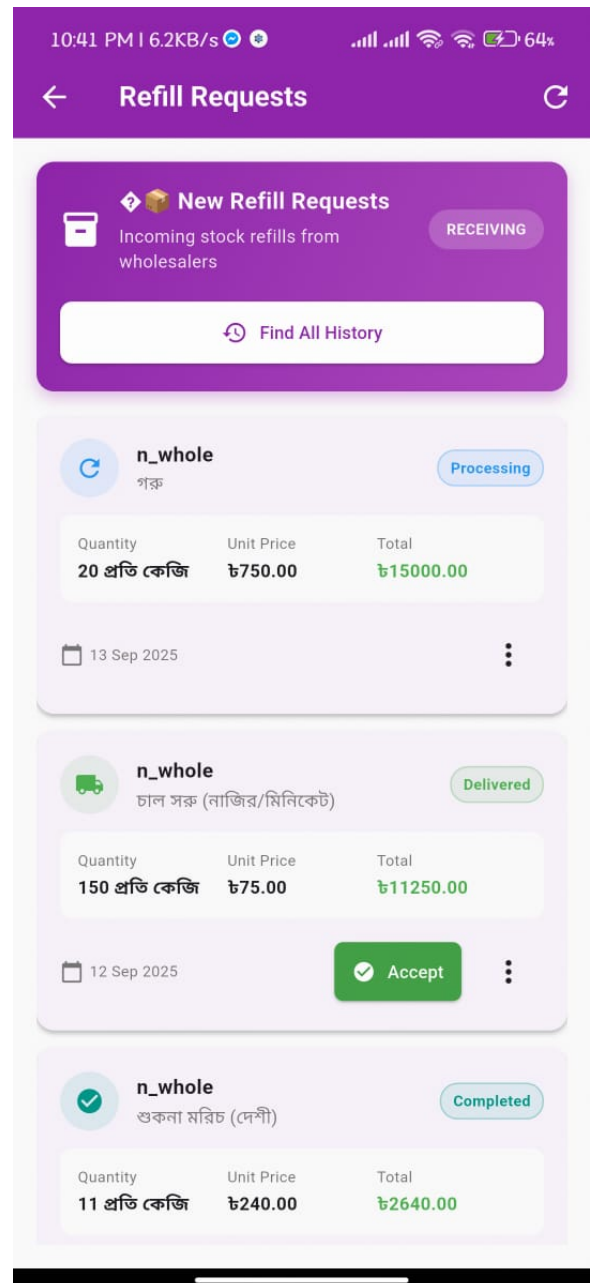 10:41 PM | 6.2KB/s 64%
Refill Requests
�📦 New Refill Requests
Incoming stock refills from
wholesalers
RECEIVING
Find All History
n_whole
গরু
Processing
Quantity Unit Price Total
20 প্রতি কেজি ৳750.00 ৳15000.00
13 Sep 2025
n_whole
চাল সরু (নাজির/মিনিকেট)
Delivered
Quantity Unit Price Total
150 প্রতি কেজি ৳75.00 ৳11250.00
12 Sep 2025 Accept
n_whole
শুকনা মরিচ (দেশী)
Completed
Quantity Unit Price Total
11 প্রতি কেজি ৳240.00 ৳2640.00